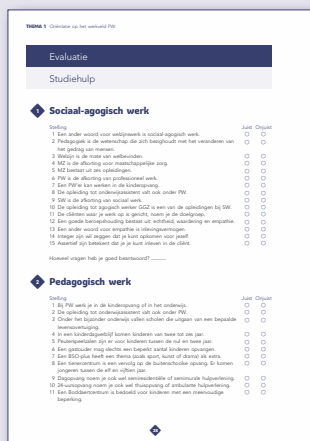 THEMA 1 Oriëntatie op het werkveld PW
Evaluatie
Studiehulp
1 Sociaal-agogisch werk
Stelling Juist Onjuist
1 Een ander woord voor welzijnswerk is sociaal-agogisch werk.
2 Pedagogiek is de wetenschap die zich bezighoudt met het veranderen van
het gedrag van mensen.
3 Welzijn is de mate van welbevinden.
4 MZ is de afkorting voor maatschappelijke zorg.
5 MZ bestaat uit zes opleidingen.
6 PW is de afkorting van professioneel werk.
7 Een PW'er kan werken in de kinderopvang.
8 De opleiding tot onderwijsassistent valt ook onder PW.
9 SW is de afkorting van sociaal werk.
10 De opleiding tot agogisch werker GGZ is een van de opleidingen bij SW.
11 De cliënten waar je werk op is gericht, noem je de doelgroep.
12 Een goede beroepshouding bestaat uit: echtheid, waardering en empathie.
13 Een ander woord voor empathie is inlevingsvermogen.
14 Integer zijn wil zeggen dat je kunt opkomen voor jezelf.
15 Assertief zijn betekent dat je je kunt inleven in de cliënt.
Hoeveel vragen heb je goed beantwoord?
2 Pedagogisch werk
Stelling Juist Onjuist
1 Bij PW werk je in de kinderopvang of in het onderwijs.
2 De opleiding tot onderwijsassistent valt ook onder PW.
3 Onder het bijzonder onderwijs vallen scholen die uitgaan van een bepaalde
levensovertuiging.
4 In een kinderdagverblijf komen kinderen van twee tot zes jaar.
5 Peuterspeelzalen zijn er voor kinderen tussen de nul en twee jaar.
6 Een gastouder mag slechts een beperkt aantal kinderen opvangen.
7 Een BSO-plus heeft een thema (zoals sport, kunst of drama) als extra.
8 Een tienercentrum is een vervolg op de buitenschoolse opvang. Er komen
jongeren tussen de elf en vijftien jaar.
9 Dagopvang noem je ook wel semiresidentiële of semimurale hulpverlening.
10 24-uursopvang noem je ook wel thuisopvang of ambulante hulpverlening.
11 Een Boddaertcentrum is bedoeld voor kinderen met een meervoudige
beperking.